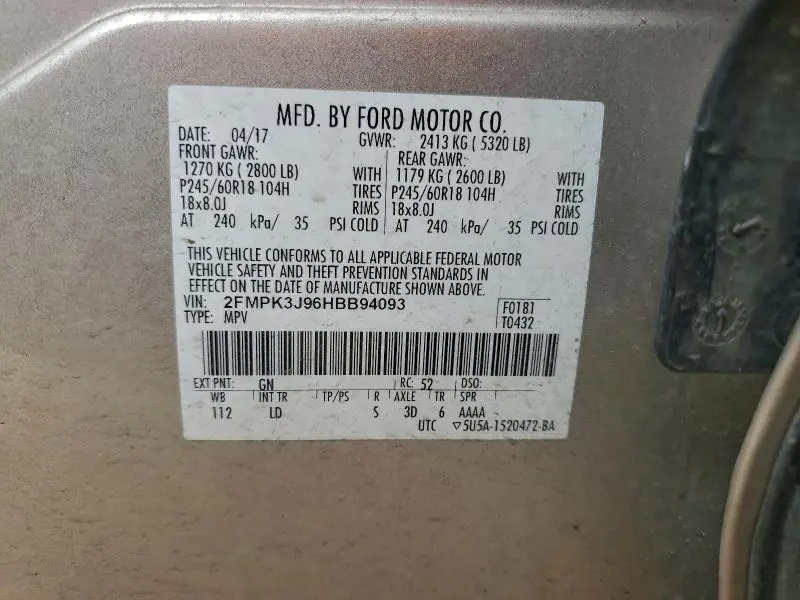 MFD. BY FORD MOTOR CO.
DATE: 04/17 GVWR: 2413 KG ( 5320 LB)
FRONT GAWR: REAR GAWR:
1270 KG ( 2800 LB) WITH 1179 KG ( 2600 LB) WITH
P245/60R18 104H TIRES P245/60R18 104H TIRES
18x8.0J RIMS 18x8.0J RIMS
AT 240 kPa/ 35 PSI COLD AT 240 kPa/ 35 PSI COLD
THIS VEHICLE CONFORMS TO ALL APPLICABLE FEDERAL MOTOR
VEHICLE SAFETY AND THEFT PREVENTION STANDARDS IN
EFFECT ON THE DATE OF MANUFACTURE SHOWN ABOVE.
VIN: 2FMPK3J96HBB94093 F0181
TYPE: MPV T0432
EXT PNT: GN RC: 52 DSO:
WB INT TR TP/PS R AXLE TR SPR
112 LD S 3D 6 AAAA
UTC ▽5U5A-1520472-BA